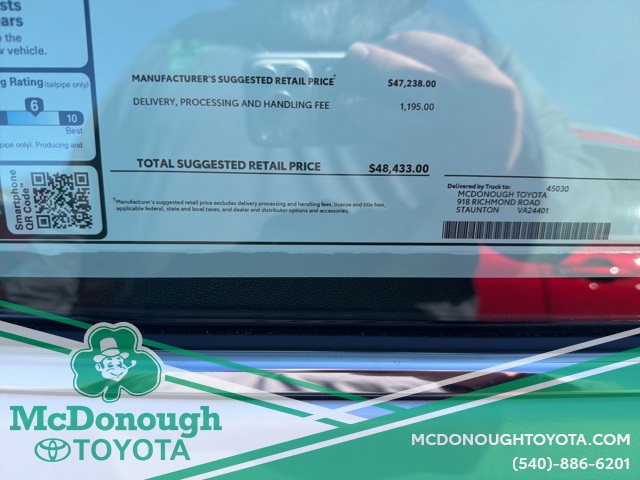 sts
ars
o the
w vehicle.
g Rating (tailpipe only)
6
10
Best
pipe only). Producing and
Smartphone
QR Code™
MANUFACTURER'S SUGGESTED RETAIL PRICE† $47,238.00
DELIVERY, PROCESSING AND HANDLING FEE 1,195.00
TOTAL SUGGESTED RETAIL PRICE $48,433.00
†Manufacturer's suggested retail price excludes delivery processing and handling fees, license and title fees,
applicable federal, state and local taxes, and dealer and distributor options and accessories.
Delivered by Truck to: 45030
MCDONOUGH TOYOTA
918 RICHMOND ROAD
STAUNTON VA24401
McDonough
TOYOTA
MCDONOUGHTOYOTA.COM
(540)-886-6201